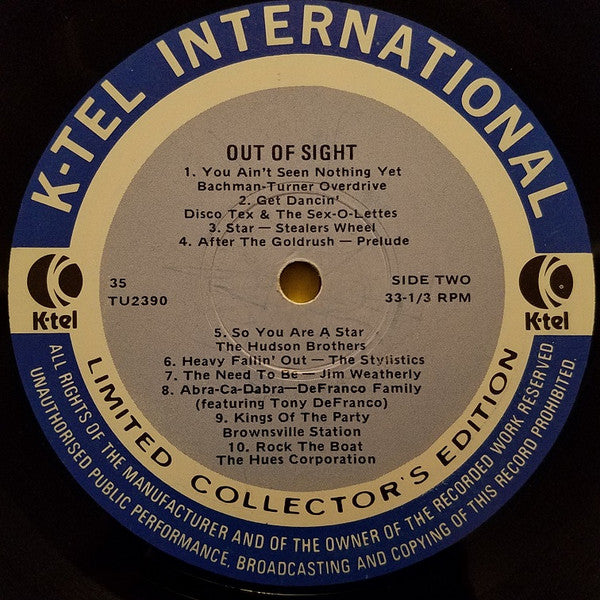 K-TEL INTERNATIONAL
OUT OF SIGHT
1. You Ain't Seen Nothing Yet
Bachman-Turner Overdrive
2. Get Dancin'
Disco Tex & The Sex-O-Lettes
3. Star — Stealers Wheel
4. After The Goldrush — Prelude
35
TU2390
SIDE TWO
33-1/3 RPM
K-tel
K-tel
5. So You Are A Star
The Hudson Brothers
6. Heavy Fallin' Out — The Stylistics
7. The Need To Be — Jim Weatherly
8. Abra-Ca-Dabra—DeFranco Family
(featuring Tony DeFranco)
9. Kings Of The Party
Brownsville Station
10. Rock The Boat
The Hues Corporation
LIMITED COLLECTOR'S EDITION
ALL RIGHTS OF THE MANUFACTURER AND OF THE OWNER OF THE RECORDED WORK RESERVED
UNAUTHORISED PUBLIC PERFORMANCE, BROADCASTING AND COPYING OF THIS RECORD PROHIBITED.